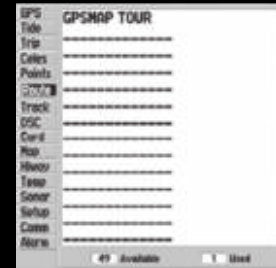 GPS
Tide
Trip
Celes
Points
Route
Track
DSC
Card
Map
Hiway
Temp
Sonar
Setup
Comm
Alarm
GPSMAP TOUR
49 Available
1 Used